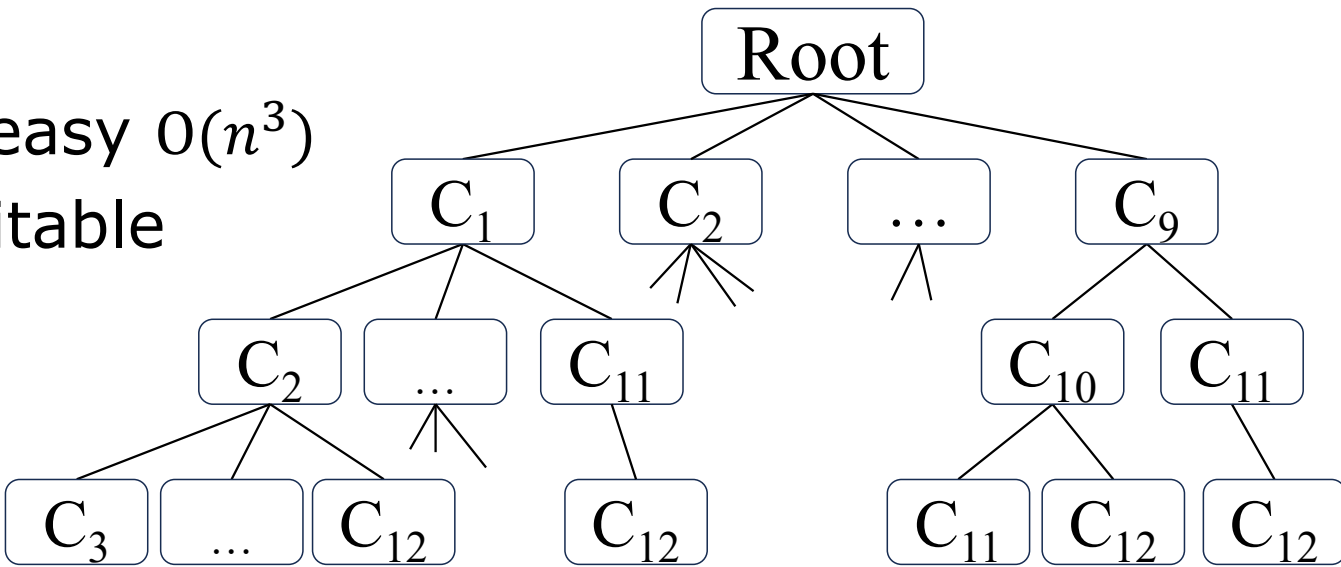 Root
easy O(n³)
itable
C₁ C₂ … C₉
C₂ … C₁₁ C₁₀ C₁₁
C₃ … C₁₂ C₁₂ C₁₁ C₁₂ C₁₂